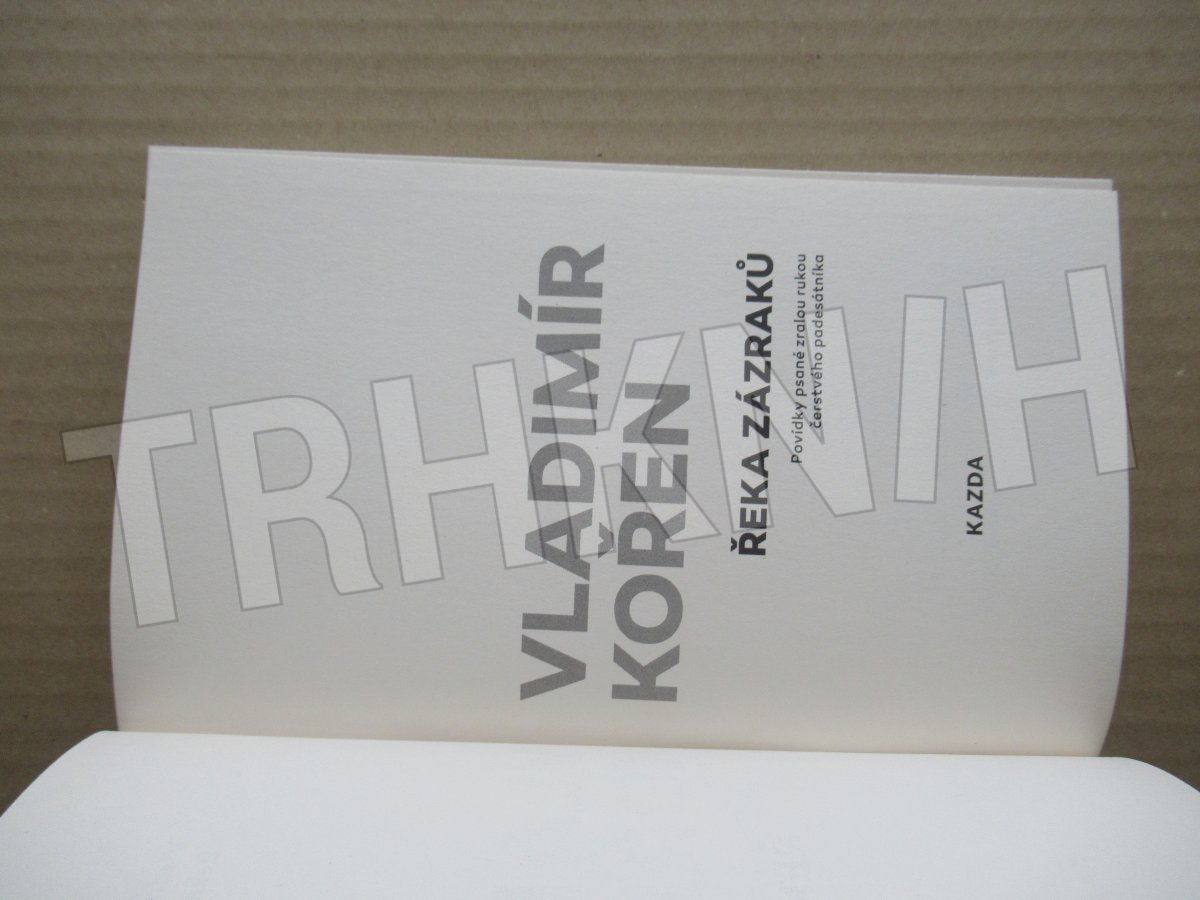 VLADIMÍR
KOŘEN
ŘEKA ZÁZRAKŮ
Povídky psané zralou rukou
čerstvého padesátníka
KAZDA
TRHKNIH